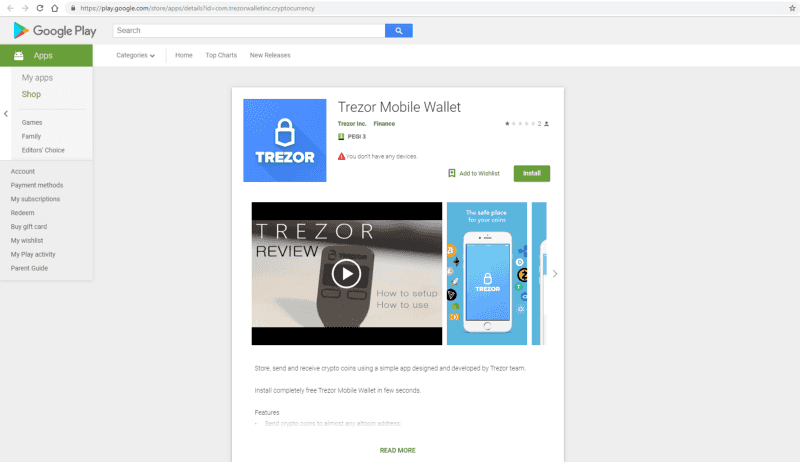 https://play.google.com/store/apps/details?id=com.trezorwalletinc.cryptocurrency
Google Play
Search
Apps
Categories
Home
Top Charts
New Releases
My apps
Shop
Games
Family
Editors' Choice
Account
Payment methods
My subscriptions
Redeem
Buy gift card
My wishlist
My Play activity
Parent Guide
TREZOR
Trezor Mobile Wallet
Trezor Inc. Finance
2
PEGI 3
You don't have any devices.
Add to Wishlist
Install
TREZOR
REVIEW
TREZOR
How to setup
How to use
The safe place
for your coins
TREZOR
Store, send and receive crypto coins using a simple app designed and developed by Trezor team.
Install completely free Trezor Mobile Wallet in few seconds.
Features
• Send crypto coins to almost any altcoin address;
READ MORE